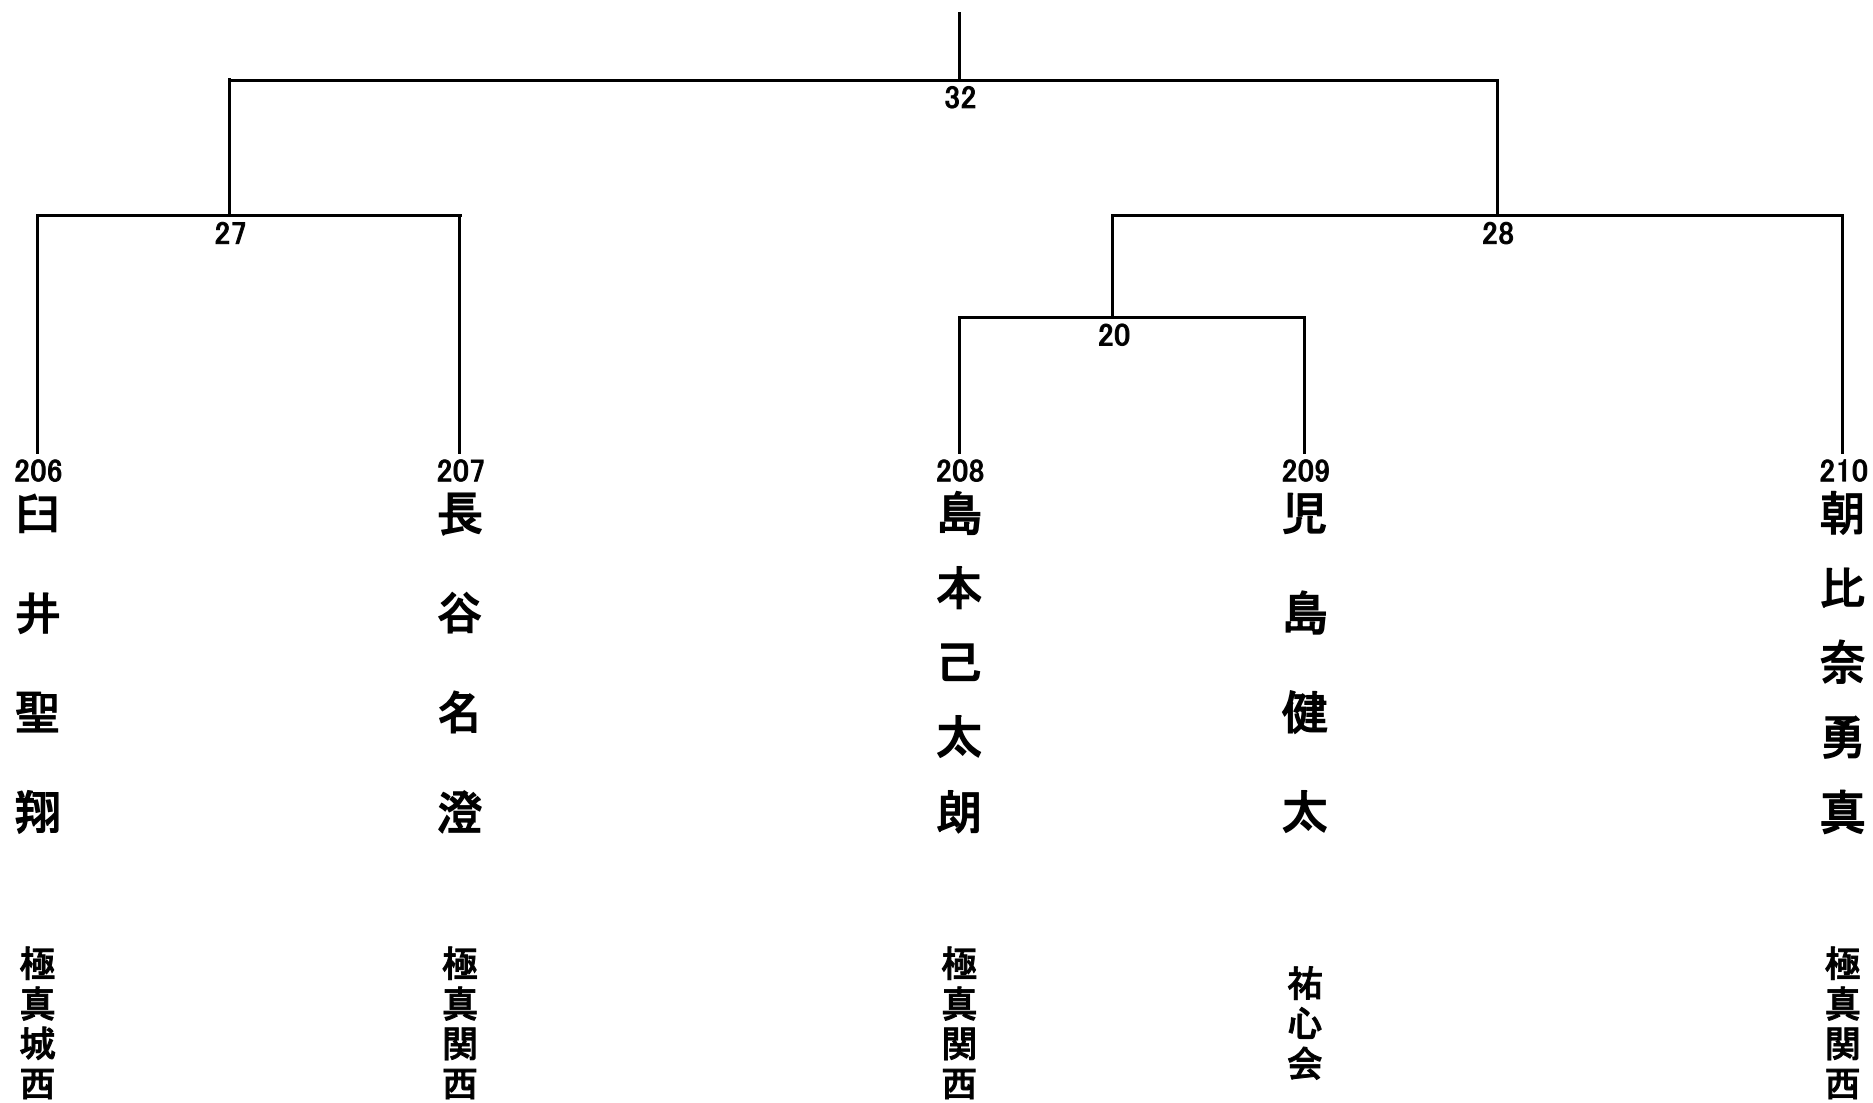 32
27
28
20
206
207
208
209
210
臼井聖翔
長谷名澄
島本己太朗
児島健太
朝比奈勇真
極真城西
極真関西
極真関西
祐心会
極真関西